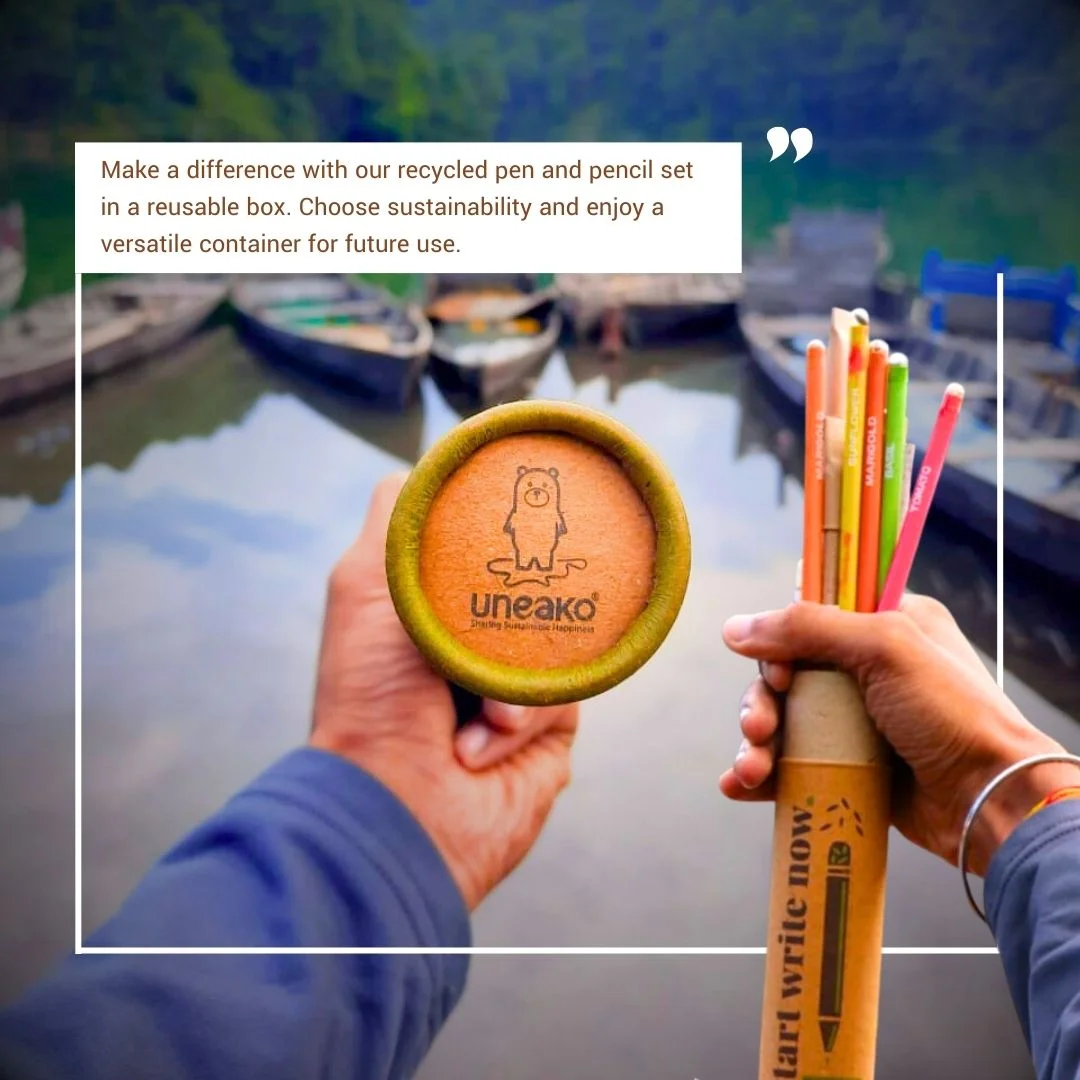 Make a difference with our recycled pen and pencil set
in a reusable box. Choose sustainability and enjoy a
versatile container for future use.
”
MARIGOLD
SUNFLOWER
MARIGOLD
BASIL
TOMATO
uneako®
Sharing Sustainable Happiness
tart write now.